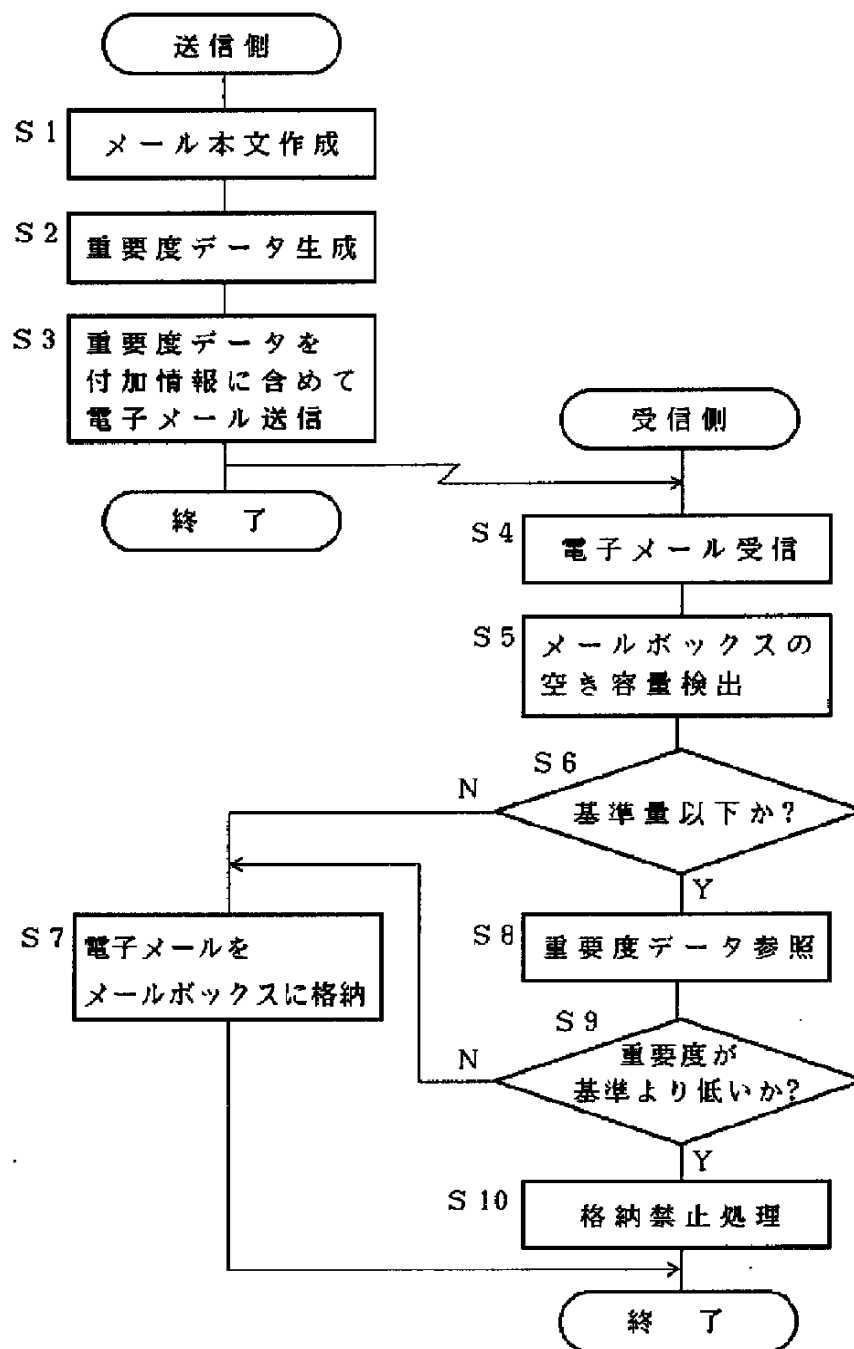 送信側
S1
メール本文作成
S2
重要度データ生成
S3
重要度データを
付加情報に含めて
電子メール送信
終了
受信側
S4
電子メール受信
S5
メールボックスの
空き容量検出
S6
基準量以下か?
N
Y
S7
電子メールを
メールボックスに格納
S8
重要度データ参照
S9
重要度が
基準より低いか?
N
Y
S10
格納禁止処理
終了